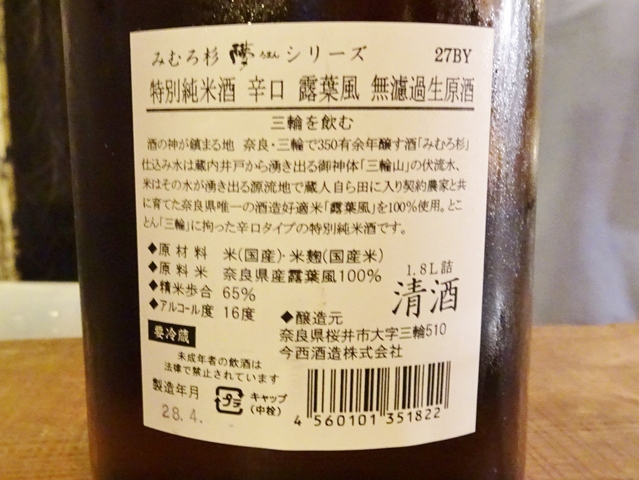 みむろ杉 ろまんシリーズ 27BY
特別純米酒 辛口 露葉風 無濾過生原酒
三輪を飲む
酒の神が鎮まる地 奈良・三輪で350有余年醸す酒「みむろ杉」
仕込み水は蔵内井戸から湧き出る御神体「三輪山」の伏流水、
米はその水が湧き出る源流地で蔵人自ら田に入り契約農家と共
に育てた奈良県唯一の酒造好適米「露葉風」を100%使用。とこ
とん「三輪」に拘った辛口タイプの特別純米酒です。
◆原材料 米(国産)・米麹(国産米)
◆原料米 奈良県産露葉風100%
◆精米歩合 65%
◆アルコール度 16度
1.8L詰
清酒
要冷蔵
◆醸造元
奈良県桜井市大字三輪510
今西酒造株式会社
未成年者の飲酒は
法律で禁止されています
製造年月
28.4.
プラ
キャップ
(中栓)
4 560101 351822